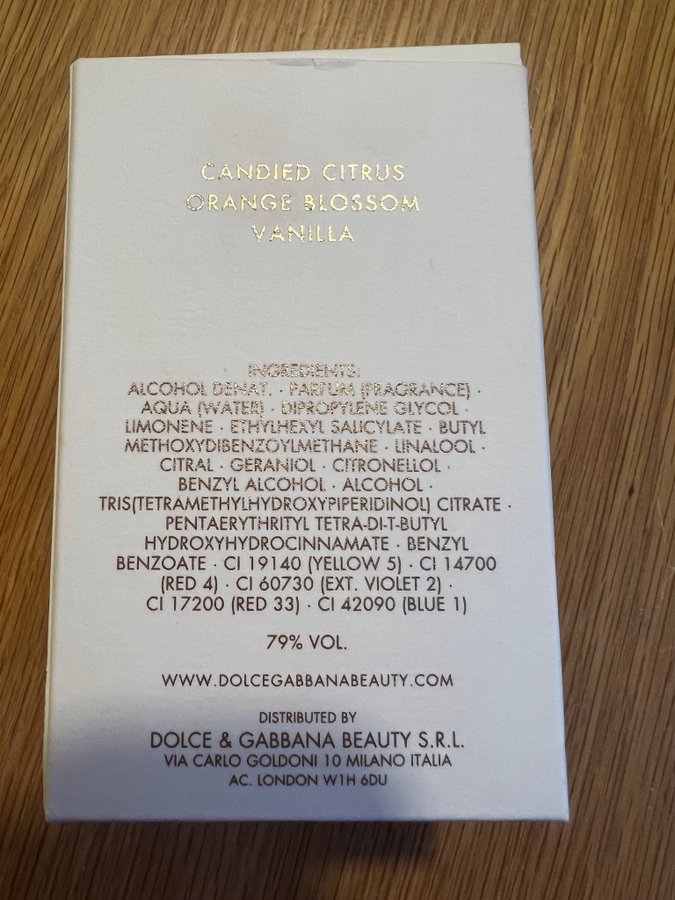 CANDIED CITRUS
ORANGE BLOSSOM
VANILLA
INGREDIENTS:
ALCOHOL DENAT. · PARFUM (FRAGRANCE) ·
AQUA (WATER) · DIPROPYLENE GLYCOL ·
LIMONENE · ETHYLHEXYL SALICYLATE · BUTYL
METHOXYDIBENZOYLMETHANE · LINALOOL ·
CITRAL · GERANIOL · CITRONELLOL ·
BENZYL ALCOHOL · ALCOHOL ·
TRIS(TETRAMETHYLHYDROXYPIPERIDINOL) CITRATE ·
PENTAERYTHRITYL TETRA-DI-T-BUTYL
HYDROXYHYDROCINNAMATE · BENZYL
BENZOATE · CI 19140 (YELLOW 5) · CI 14700
(RED 4) · CI 60730 (EXT. VIOLET 2) ·
CI 17200 (RED 33) · CI 42090 (BLUE 1)
79% VOL.
WWW.DOLCEGABBANABEAUTY.COM
DISTRIBUTED BY
DOLCE & GABBANA BEAUTY S.R.L.
VIA CARLO GOLDONI 10 MILANO ITALIA
AC. LONDON W1H 6DU